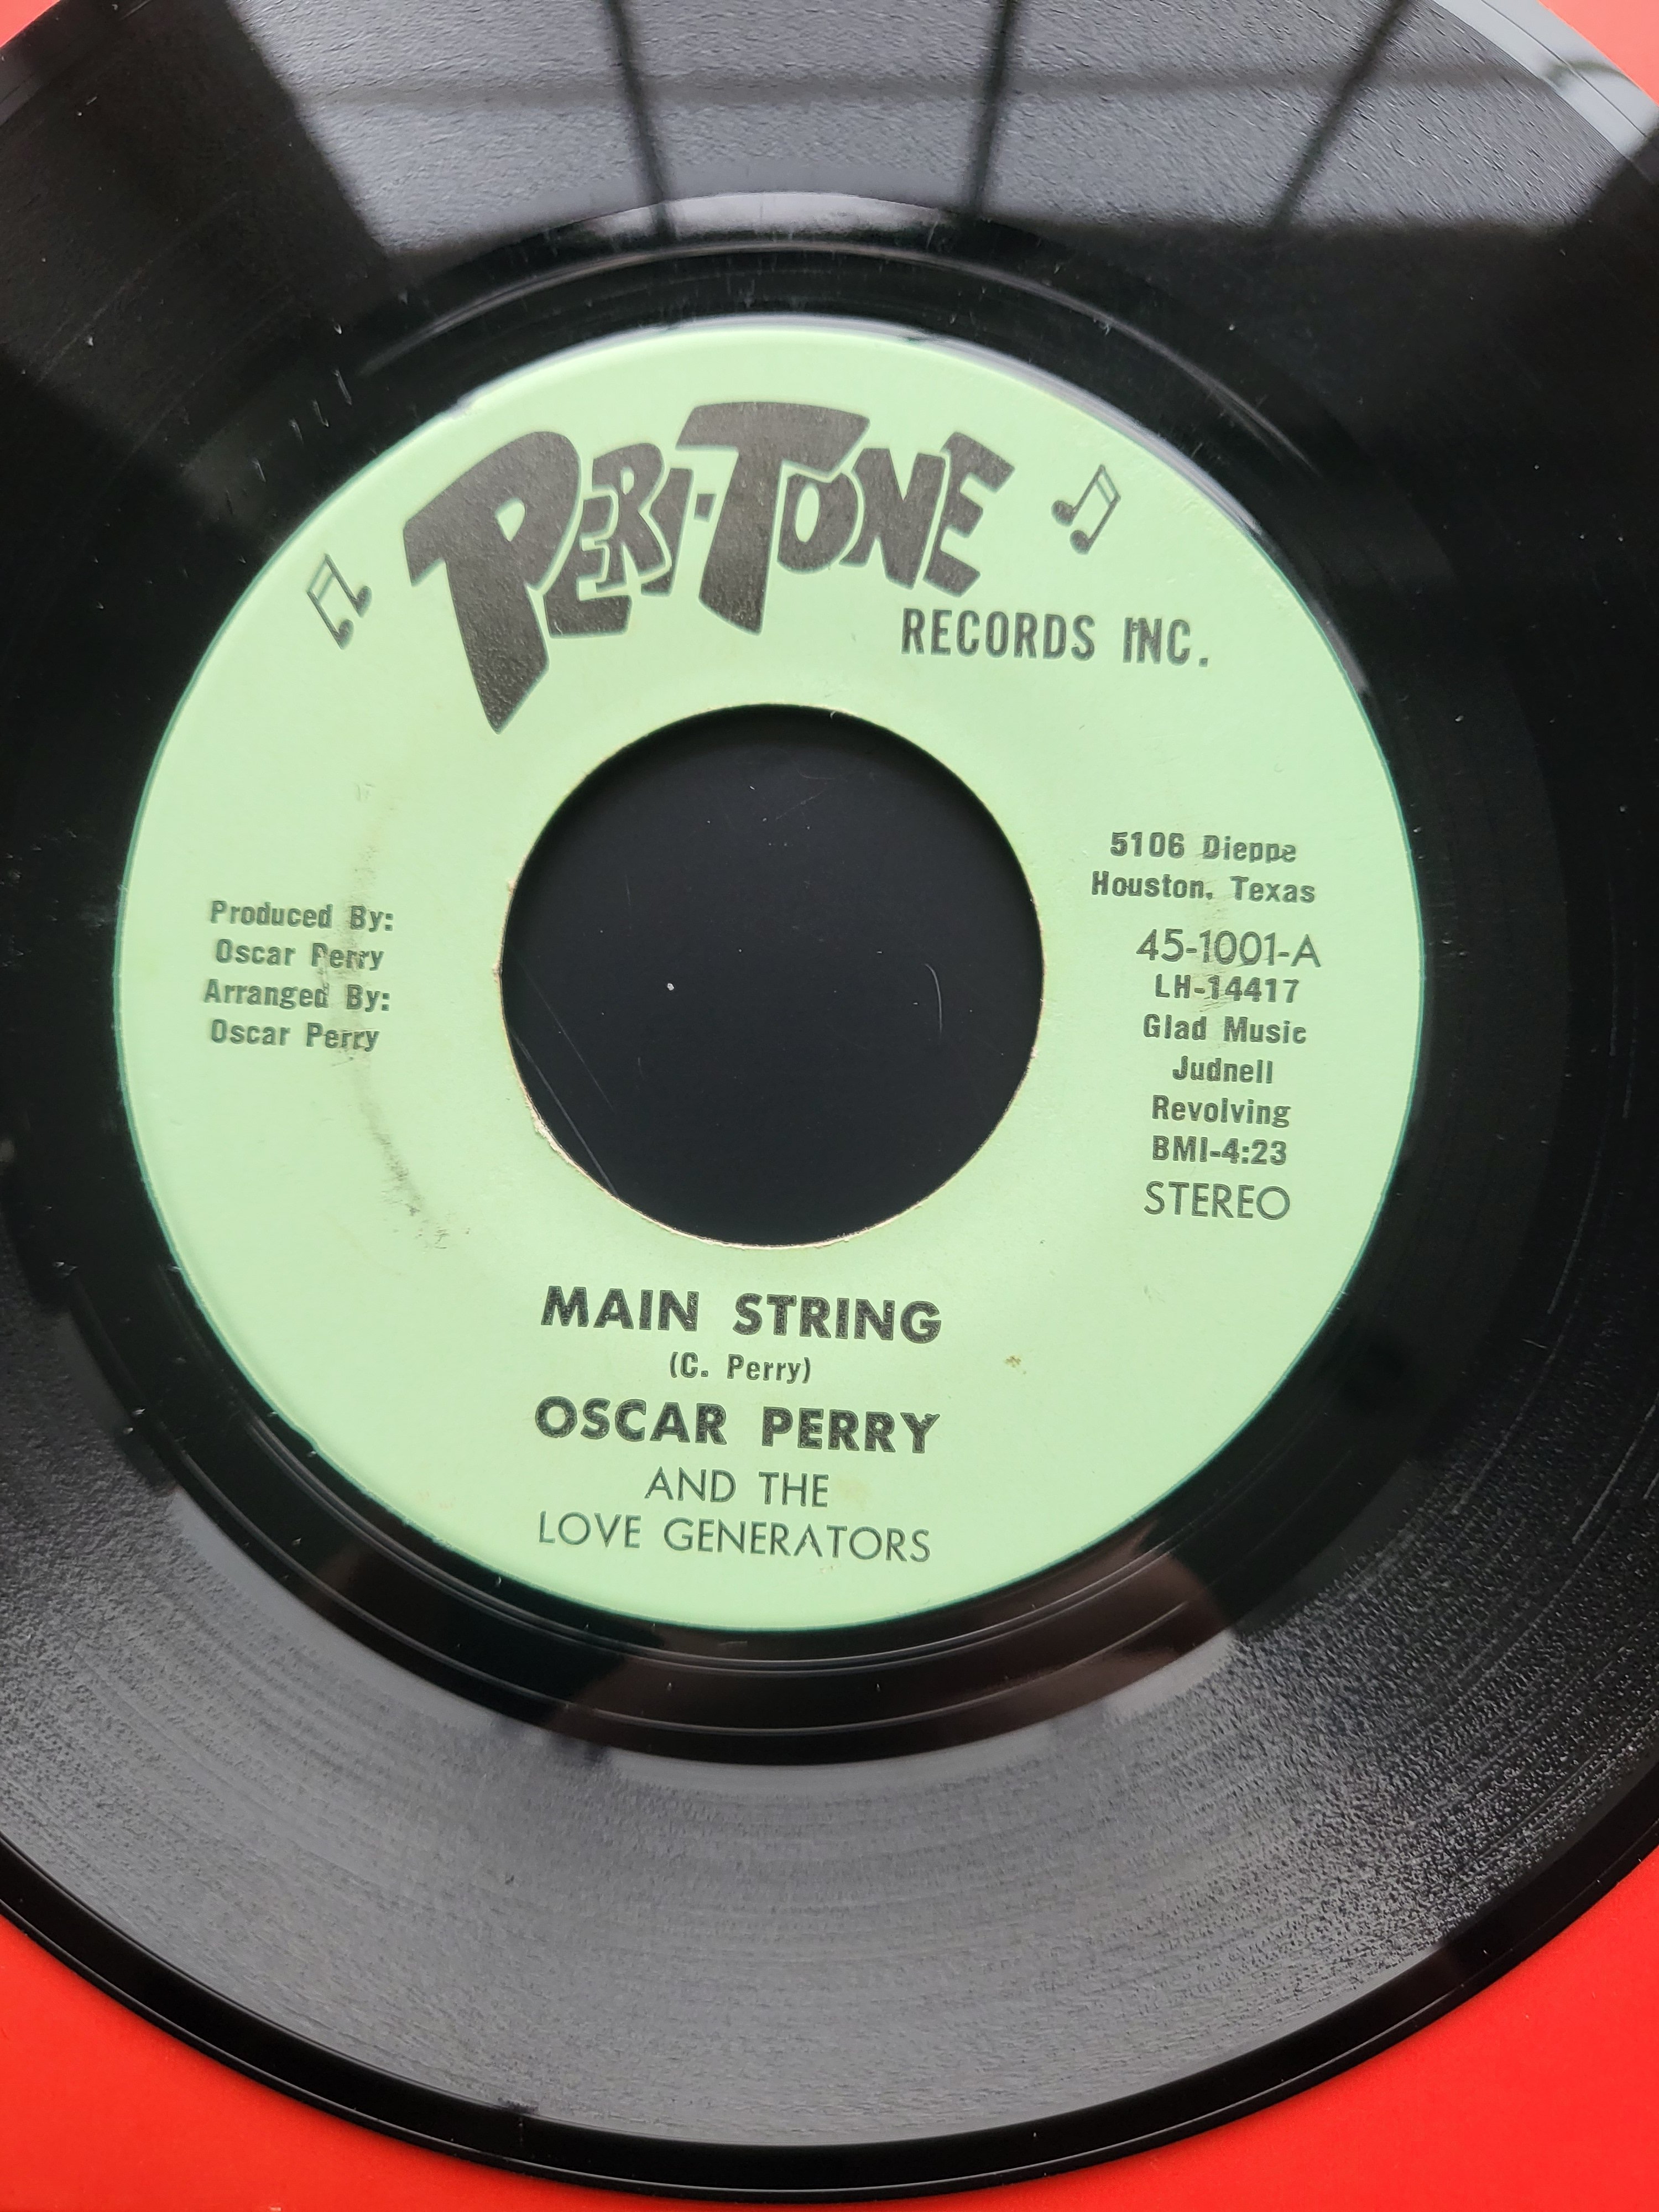 PERI-TONE
RECORDS INC.
Produced By:
Oscar Perry
Arranged By:
Oscar Perry
5106 Dieppe
Houston, Texas
45-1001-A
LH-14417
Glad Music
Judnell
Revolving
BMI-4:23
STEREO
MAIN STRING
(C. Perry)
OSCAR PERRY
AND THE
LOVE GENERATORS